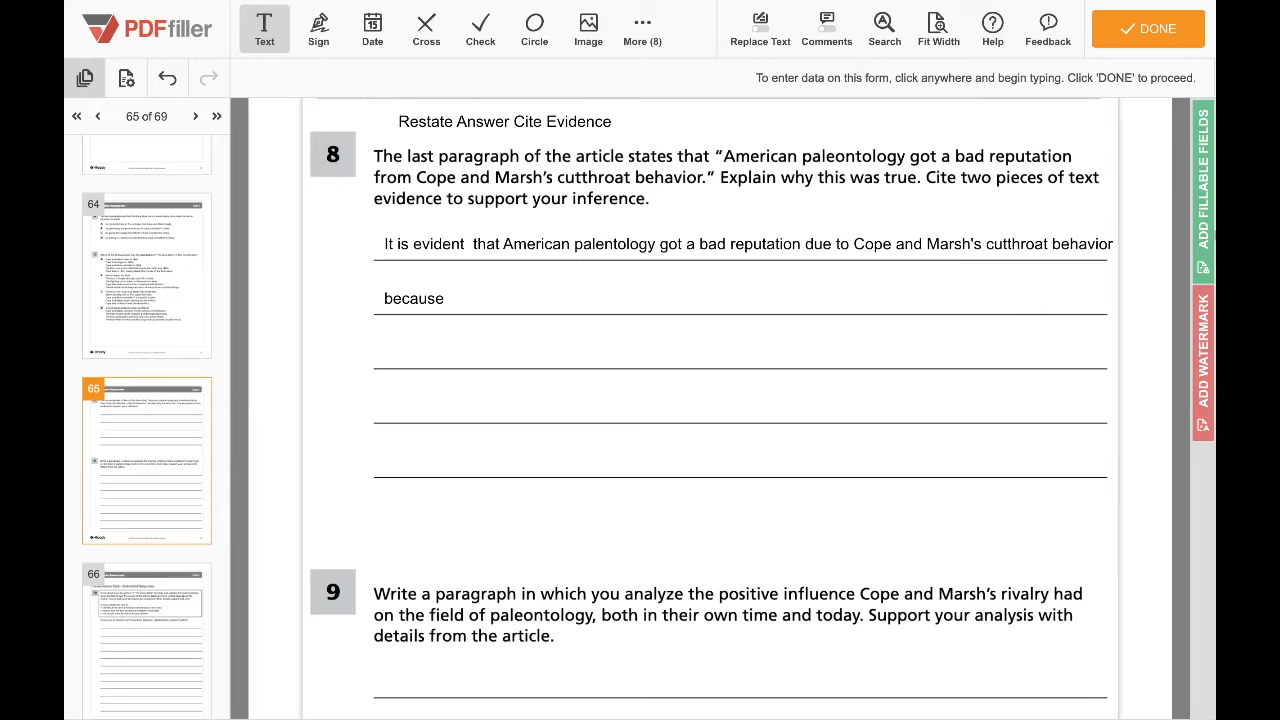 PDFfiller
Text
Sign
Date
Cross
Check
Circle
Image
More (8)
Replace Text
Comments
Search
Fit Width
Help
Feedback
DONE
To enter data on this form, click anywhere and begin typing. Click 'DONE' to proceed.
65 of 69
64
65
66
Restate Answer Cite Evidence
8
The last paragraph of the article states that “American paleontology got a bad reputation
from Cope and Marsh’s cutthroat behavior.” Explain why this was true. Cite two pieces of text
evidence to support your inference.
It is evident that american palentology got a bad reputation due to Cope and Marsh's cutthroat behavior
because
9
Write a paragraph in which you analyze the positive influence Cope and Marsh’s rivalry had
on the field of paleontology, both in their own time and today. Support your analysis with
details from the article.
ADD FILLABLE FIELDS
ADD WATERMARK